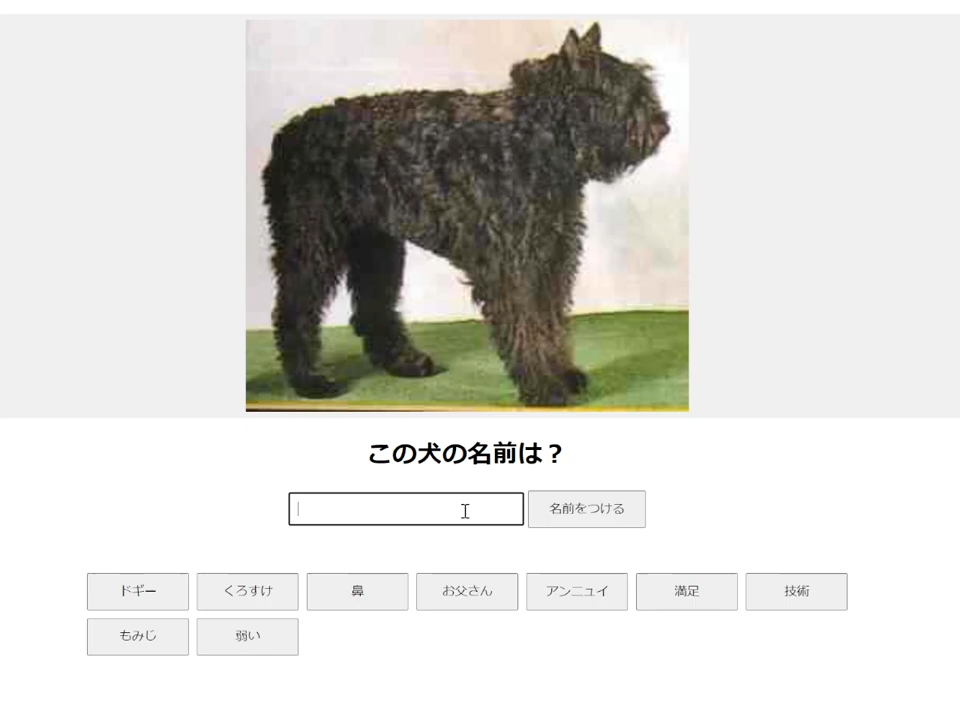 この犬の名前は？
名前をつける
ドギー くろすけ 鼻 お父さん アンニュイ 満足 技術
もみじ 弱い